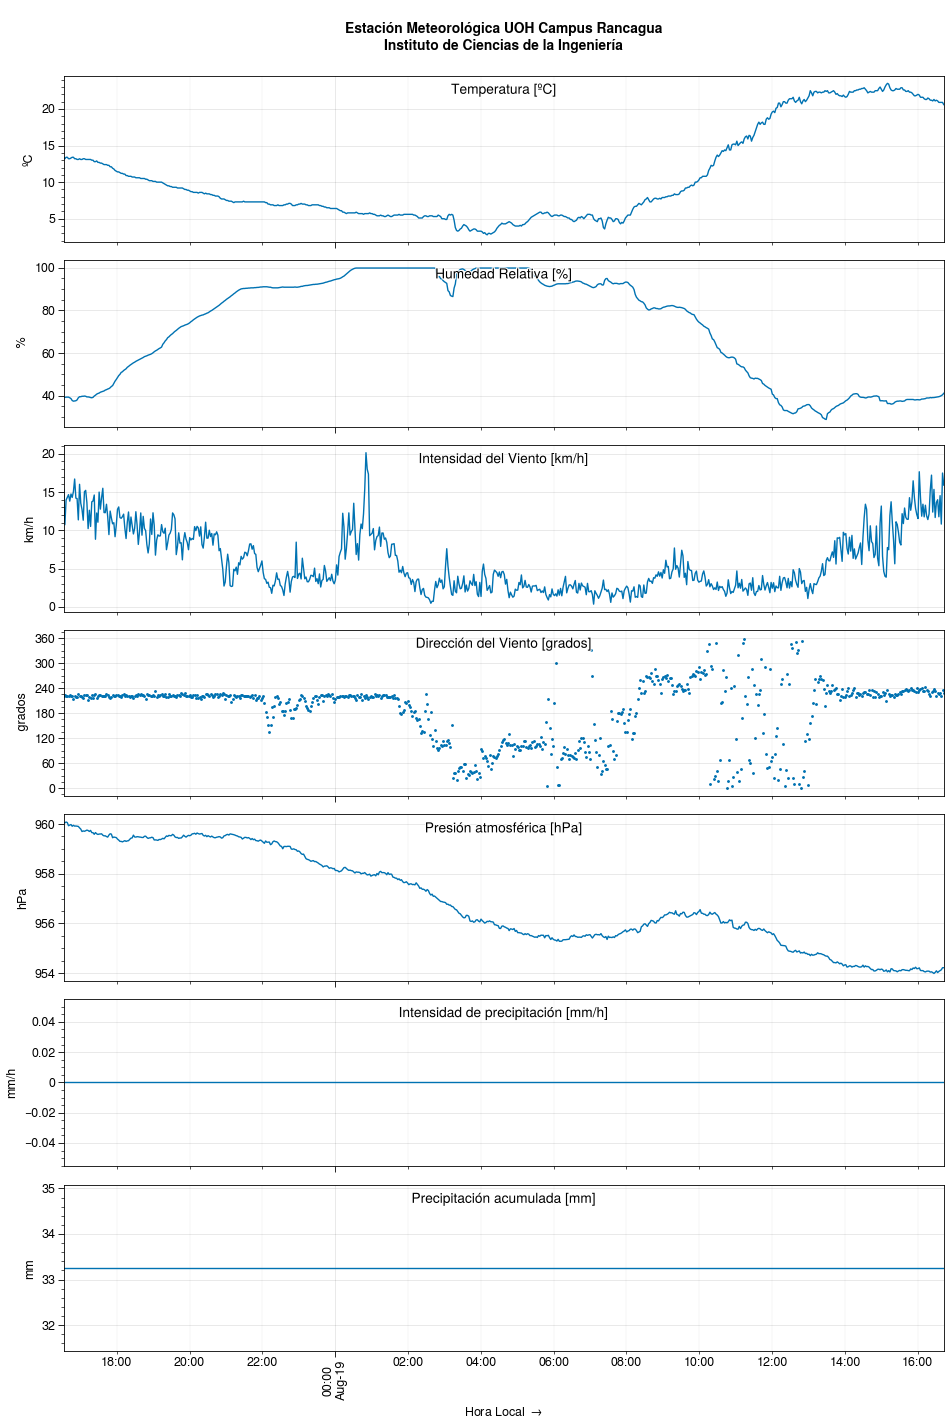 Estación Meteorológica UOH Campus Rancagua
Instituto de Ciencias de la Ingeniería
Temperatura [ºC]
ºC
20
15
10
5
Humedad Relativa [%]
%
100
80
60
40
Intensidad del Viento [km/h]
km/h
20
15
10
5
0
Dirección del Viento [grados]
grados
360
300
240
180
120
60
0
Presión atmosférica [hPa]
hPa
960
958
956
954
Intensidad de precipitación [mm/h]
mm/h
0.04
0.02
0
−0.02
−0.04
Precipitación acumulada [mm]
mm
35
34
33
32
18:00 20:00 22:00 00:00 02:00 04:00 06:00 08:00 10:00 12:00 14:00 16:00
Aug-19
Hora Local →